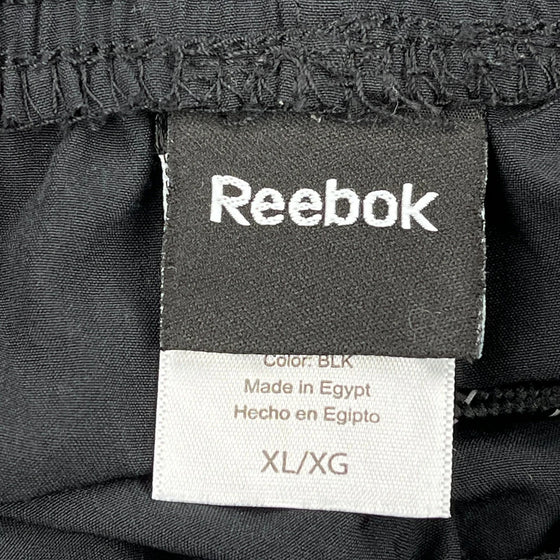 Reebok
Color: BLK
Made in Egypt
Hecho en Egipto
XL/XG